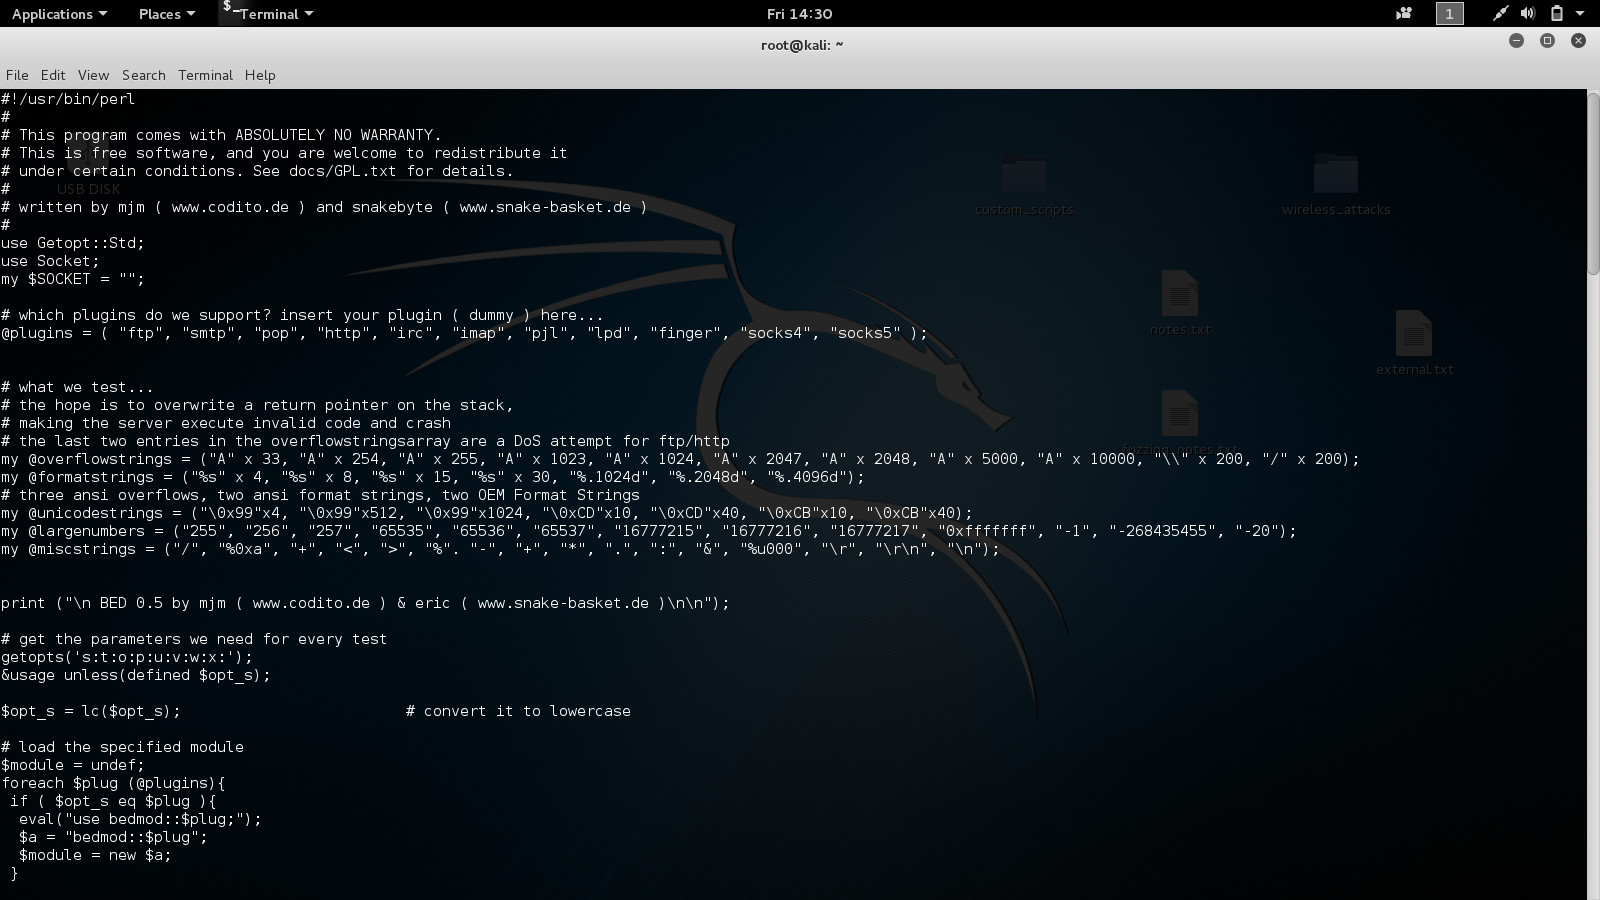 Applications Places $_ Terminal Fri 14:30 1
root@kali: ~
File Edit View Search Terminal Help
#!/usr/bin/perl
#
# This program comes with ABSOLUTELY NO WARRANTY.
# This is free software, and you are welcome to redistribute it
# under certain conditions. See docs/GPL.txt for details.
#
USB DISK
# written by mjm ( www.codito.de ) and snakebyte ( www.snake-basket.de )
custom_scripts wireless_attacks
#
use Getopt::Std;
use Socket;
my $SOCKET = "";
# which plugins do we support? insert your plugin ( dummy ) here...
@plugins = ( "ftp", "smtp", "pop", "http", "irc", "imap", "pjl", "lpd", "finger", "socks4", "socks5" );
notes.txt
external.txt
# what we test...
# the hope is to overwrite a return pointer on the stack,
# making the server execute invalid code and crash
# the last two entries in the overflowstringsarray are a DoS attempt for ftp/http
fuzzing-notes.txt
my @overflowstrings = ("A" x 33, "A" x 254, "A" x 255, "A" x 1023, "A" x 1024, "A" x 2047, "A" x 2048, "A" x 5000, "A" x 10000, "\\" x 200, "/" x 200);
my @formatstrings = ("%s" x 4, "%s" x 8, "%s" x 15, "%s" x 30, "%.1024d", "%.2048d", "%.4096d");
# three ansi overflows, two ansi format strings, two OEM Format Strings
my @unicodestrings = ("\0x99"x4, "\0x99"x512, "\0x99"x1024, "\0xCD"x10, "\0xCD"x40, "\0xCB"x10, "\0xCB"x40);
my @largenumbers = ("255", "256", "257", "65535", "65536", "65537", "16777215", "16777216", "16777217", "0xfffffff", "-1", "-268435455", "-20");
my @miscstrings = ("/", "%0xa", "+", "<", ">", "%". "-", "+", "*", ".", ":", "&", "%u000", "\r", "\r\n", "\n");
print ("\n BED 0.5 by mjm ( www.codito.de ) & eric ( www.snake-basket.de )\n\n");
# get the parameters we need for every test
getopts('s:t:o:p:u:v:w:x:');
&usage unless(defined $opt_s);
$opt_s = lc($opt_s); # convert it to lowercase
# load the specified module
$module = undef;
foreach $plug (@plugins){
if ( $opt_s eq $plug ){
eval("use bedmod::$plug;");
$a = "bedmod::$plug";
$module = new $a;
}